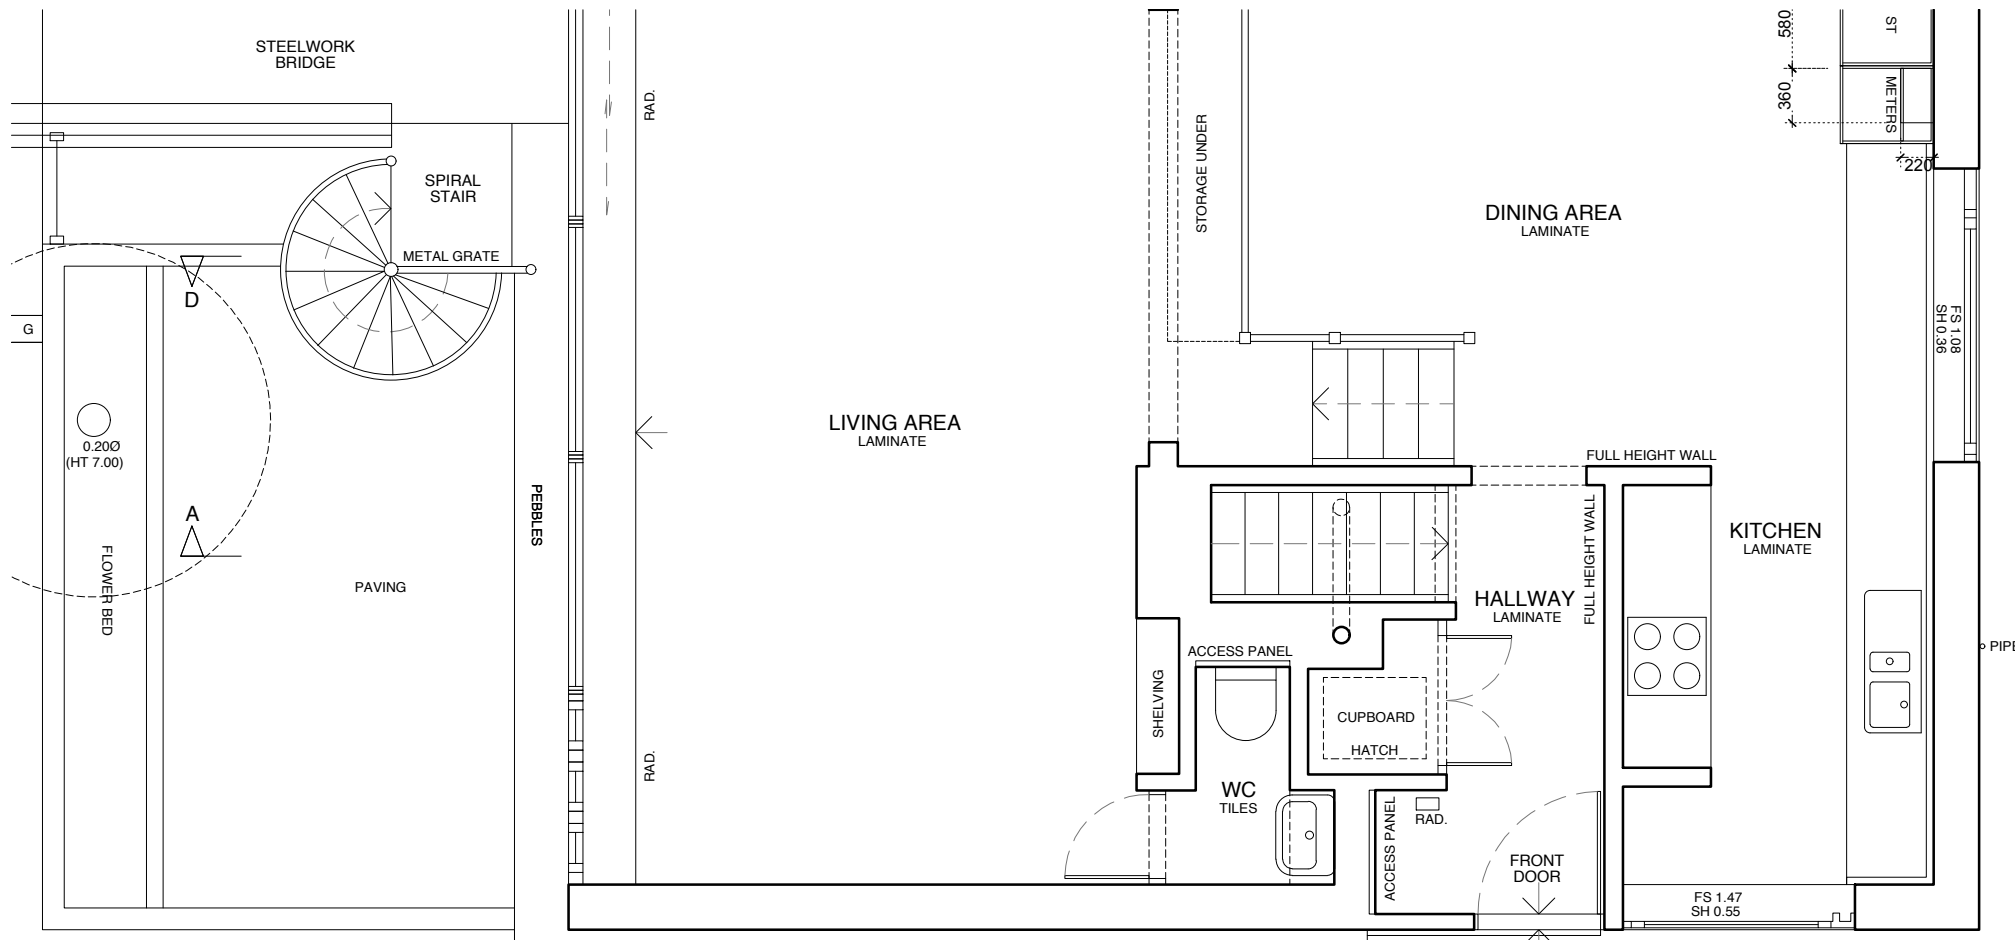 STEELWORK
BRIDGE
RAD.
SPIRAL
STAIR
METAL GRATE
D
G
0.20Ø
(HT 7.00)
A
FLOWER BED
PAVING
PEBBLES
LIVING AREA
LAMINATE
RAD.
STORAGE UNDER
DINING AREA
LAMINATE
580
360
ST
METERS
220
FS 1.08
SH 0.36
FULL HEIGHT WALL
FULL HEIGHT WALL
KITCHEN
LAMINATE
HALLWAY
LAMINATE
ACCESS PANEL
SHELVING
CUPBOARD
HATCH
WC
TILES
ACCESS PANEL
RAD.
FRONT
DOOR
FS 1.47
SH 0.55
PIPE